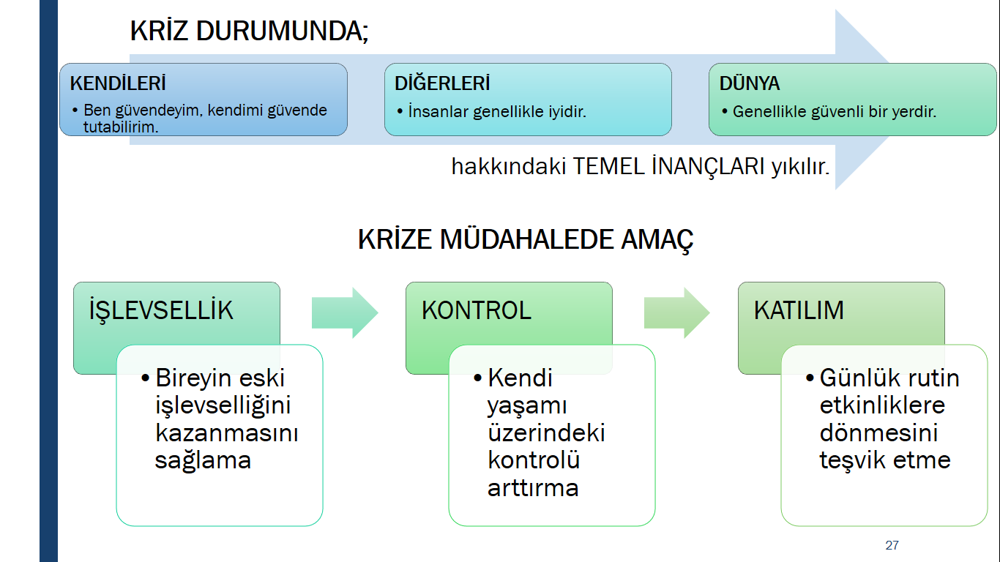 KRİZ DURUMUNDA;
KENDİLERİ
• Ben güvendeyim, kendimi güvende
tutabilirim.
DİĞERLERİ
• İnsanlar genellikle iyidir.
DÜNYA
• Genellikle güvenli bir yerdir.
hakkındaki TEMEL İNANÇLARI yıkılır.
KRİZE MÜDAHALEDE AMAÇ
İŞLEVSELLİK
• Bireyin eski
işlevselliğini
kazanmasını
sağlama
KONTROL
• Kendi
yaşamı
üzerindeki
kontrolü
arttırma
KATILIM
• Günlük rutin
etkinliklere
dönmesini
teşvik etme
27